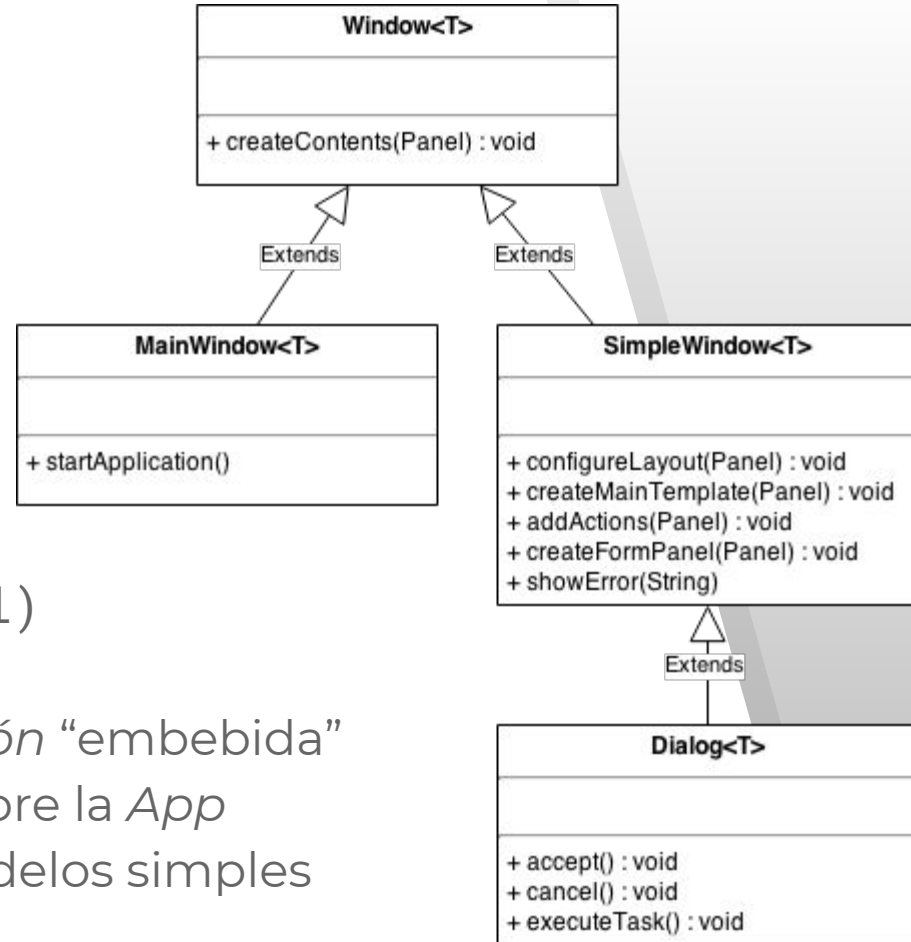 Window<T>
+ createContents(Panel) : void
Extends
Extends
MainWindow<T>
+ startApplication()
SimpleWindow<T>
+ configureLayout(Panel) : void
+ createMainTemplate(Panel) : void
+ addActions(Panel) : void
+ createFormPanel(Panel) : void
+ showError(String)
Extends
Dialog<T>
+ accept() : void
+ cancel() : void
+ executeTask() : void
1)
ón “embebida”
bre la App
delos simples